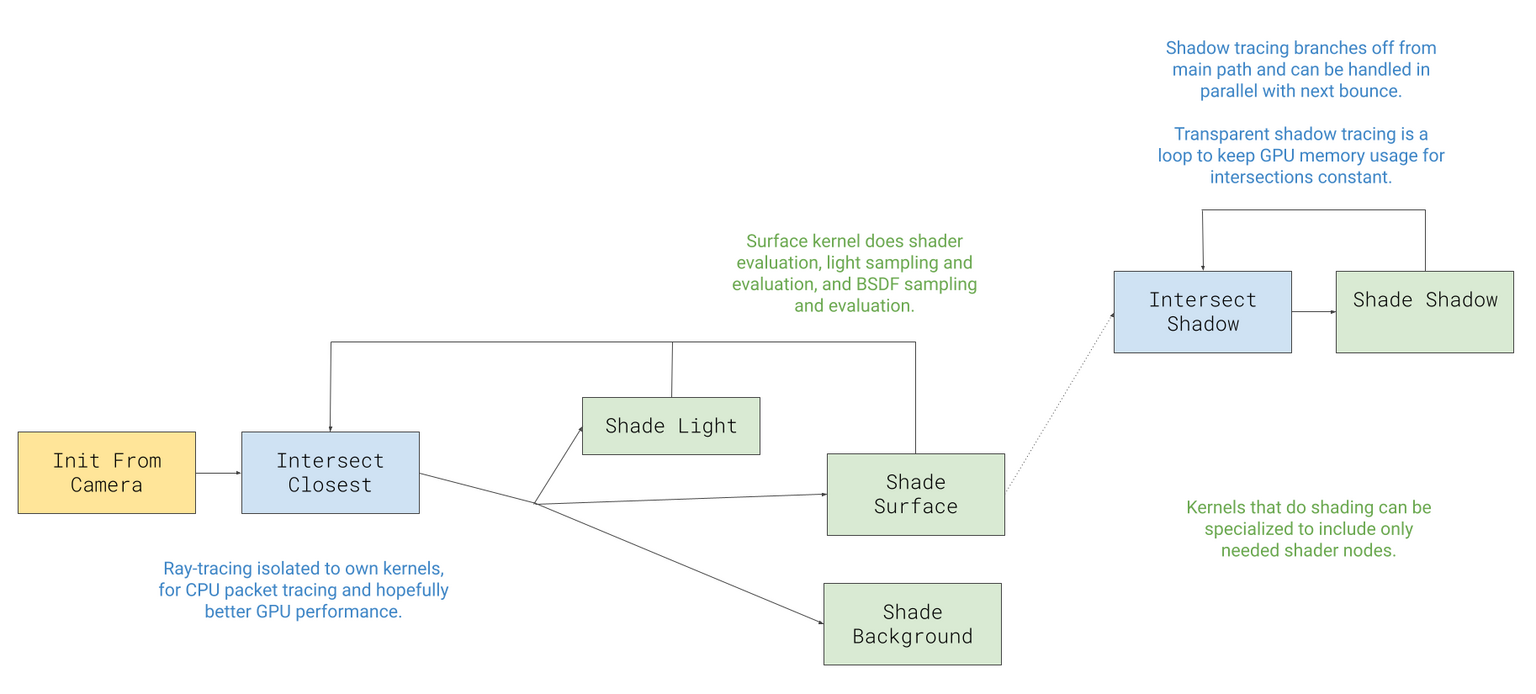 Shadow tracing branches off from
main path and can be handled in
parallel with next bounce.
Transparent shadow tracing is a
loop to keep GPU memory usage for
intersections constant.
Surface kernel does shader
evaluation, light sampling and
evaluation, and BSDF sampling
and evaluation.
Intersect
Shadow
Shade Shadow
Shade Light
Init From
Camera
Intersect
Closest
Shade
Surface
Kernels that do shading can be
specialized to include only
needed shader nodes.
Ray-tracing isolated to own kernels,
for CPU packet tracing and hopefully
better GPU performance.
Shade
Background